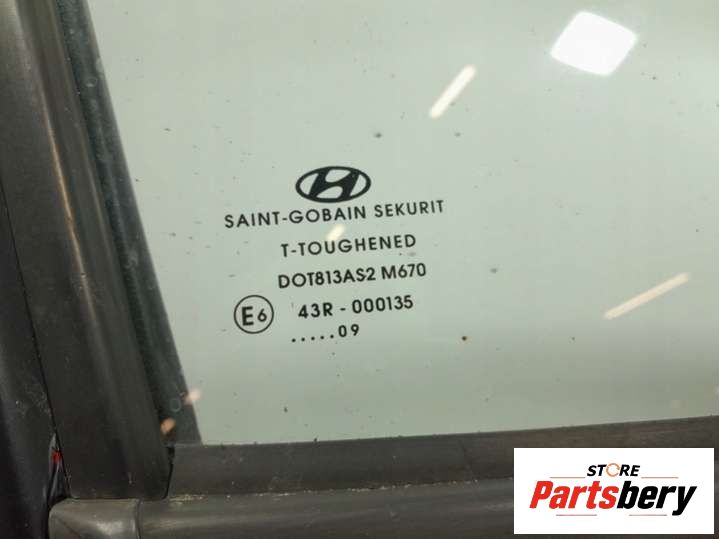 SAINT-GOBAIN SEKURIT
T-TOUGHENED
DOT813AS2 M670
E6 43R - 000135
.....09
STORE
Partsbery